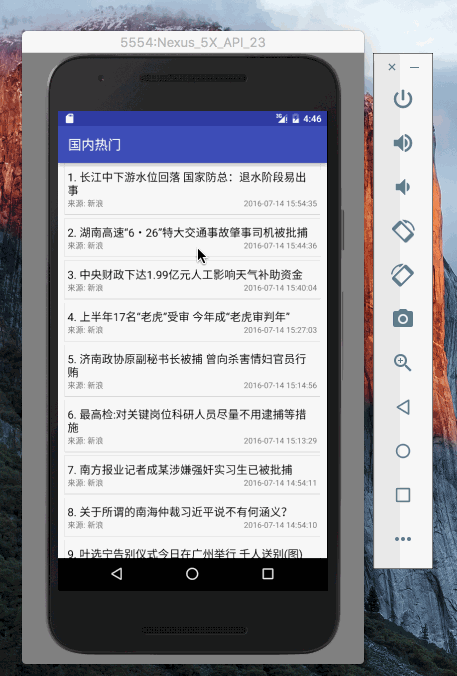 5554:Nexus_5X_API_23
3G 4:46
国内热门
1. 长江中下游水位回落 国家防总：退水阶段易出
事
来源: 新浪 2016-07-14 15:54:35
2. 湖南高速“6・26”特大交通事故肇事司机被批捕
来源: 新浪 2016-07-14 15:44:36
3. 中央财政下达1.99亿元人工影响天气补助资金
来源: 新浪 2016-07-14 15:40:04
4. 上半年17名“老虎”受审 今年成“老虎审判年”
来源: 新浪 2016-07-14 15:27:03
5. 济南政协原副秘书长被捕 曾向杀害情妇官员行
贿
来源: 新浪 2016-07-14 15:14:56
6. 最高检:对关键岗位科研人员尽量不用逮捕等措
施
来源: 新浪 2016-07-14 15:13:29
7. 南方报业记者成某涉嫌强奸实习生已被批捕
来源: 新浪 2016-07-14 14:54:11
8. 关于所谓的南海仲裁习近平说不有何涵义？
来源: 新浪 2016-07-14 14:54:10
9. 叶选宁告别仪式今日在广州举行 千人送别(图)